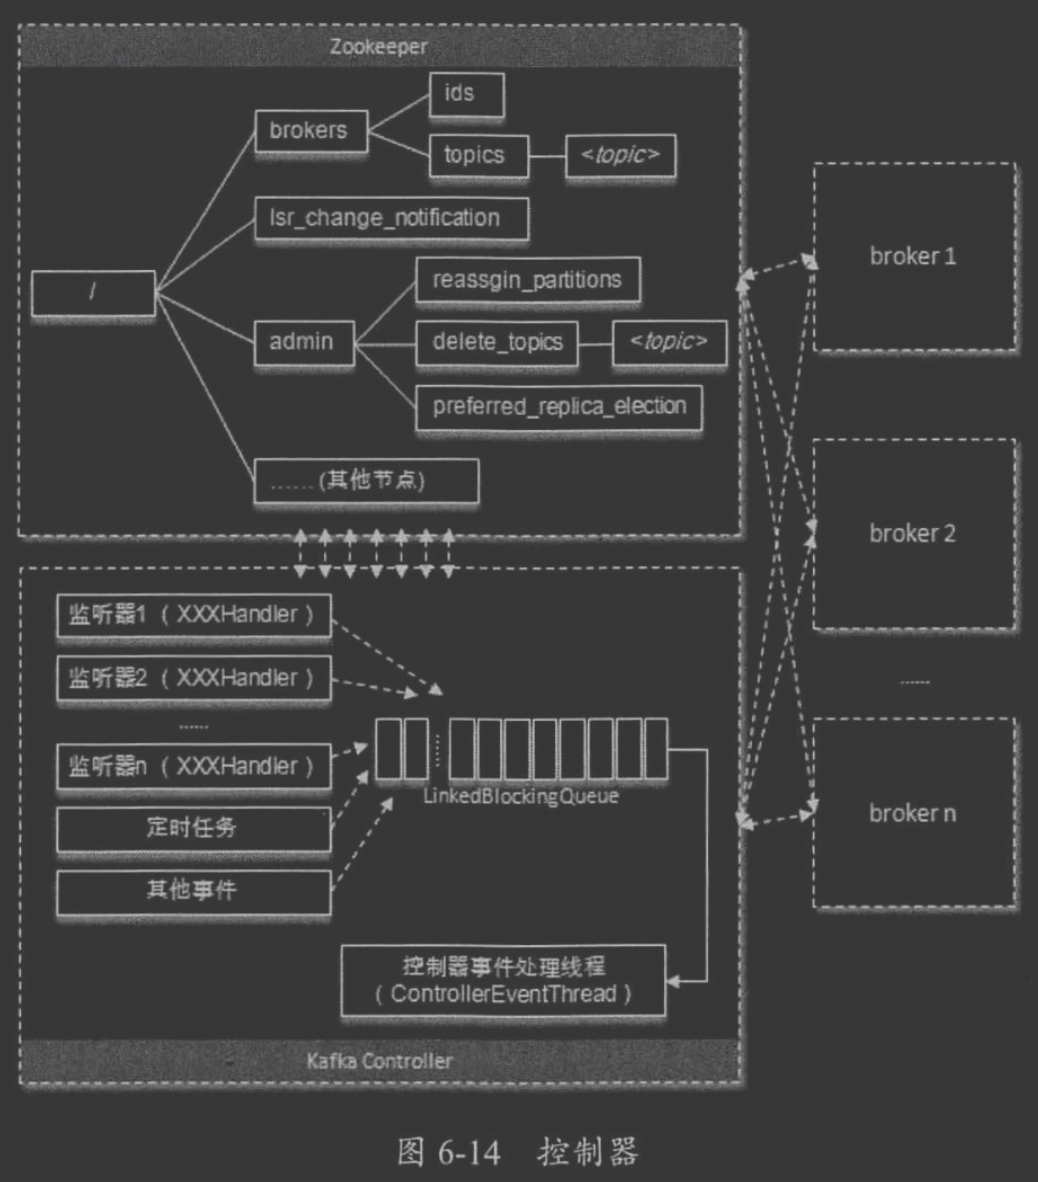 Zookeeper
ids
brokers
topics
<topic>
lsr_change_notification
/
reassgin_partitions
admin
delete_topics
<topic>
preferred_replica_election
……(其他节点)
broker 1
broker 2
……
broker n
监听器1（XXXHandler）
监听器2（XXXHandler）
……
监听器n（XXXHandler）
定时任务
其他事件
……
LinkedBlockingQueue
控制器事件处理线程
（ControllerEventThread）
Kafka Controller
图 6-14 控制器